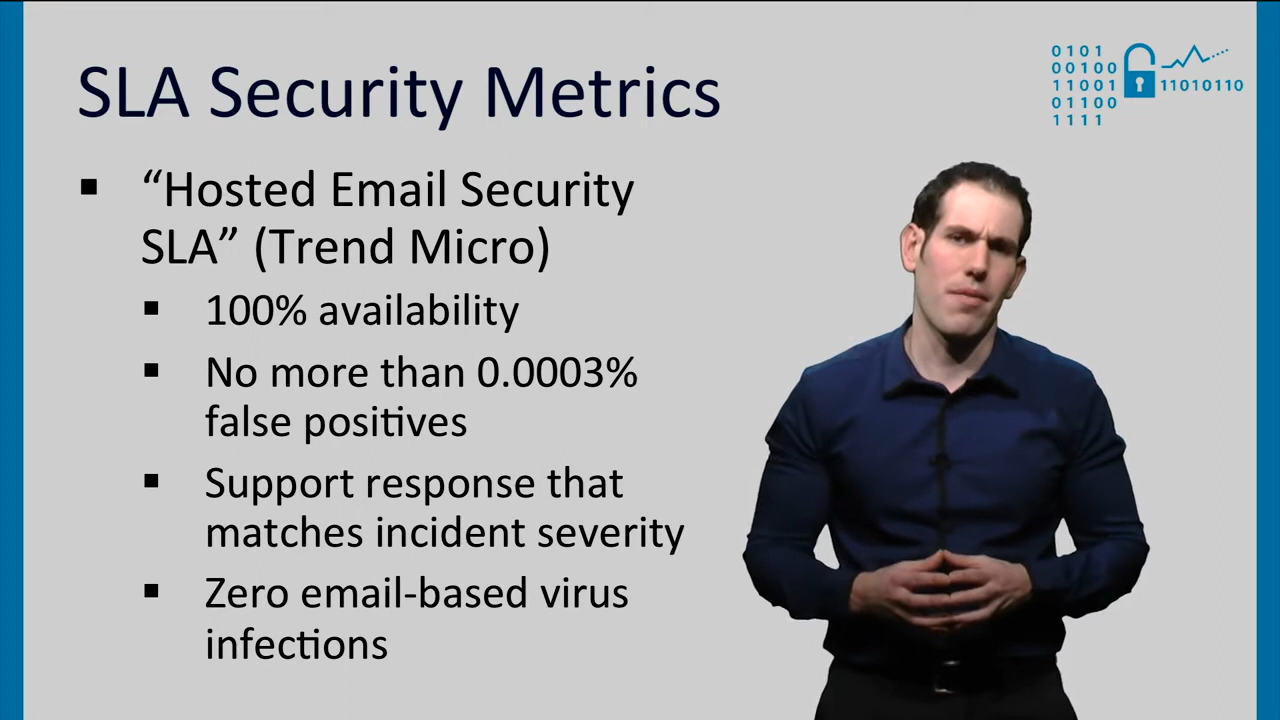 SLA Security Metrics
0101
00100
11001
01100
1111
11010110
▪ “Hosted Email Security
SLA” (Trend Micro)
▪ 100% availability
▪ No more than 0.0003%
false positives
▪ Support response that
matches incident severity
▪ Zero email-based virus
infections